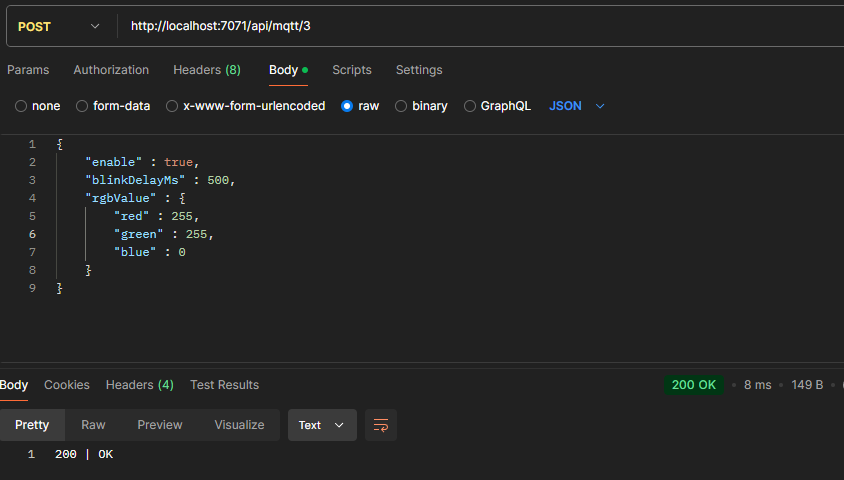 POST http://localhost:7071/api/mqtt/3
Params Authorization Headers (8) Body Scripts Settings
none form-data x-www-form-urlencoded raw binary GraphQL JSON
1 {
2 "enable" : true,
3 "blinkDelayMs" : 500,
4 "rgbValue" : {
5 "red" : 255,
6 "green" : 255,
7 "blue" : 0
8 }
9 }
Body Cookies Headers (4) Test Results 200 OK • 8 ms • 149 B •
Pretty Raw Preview Visualize Text
1 200 | OK